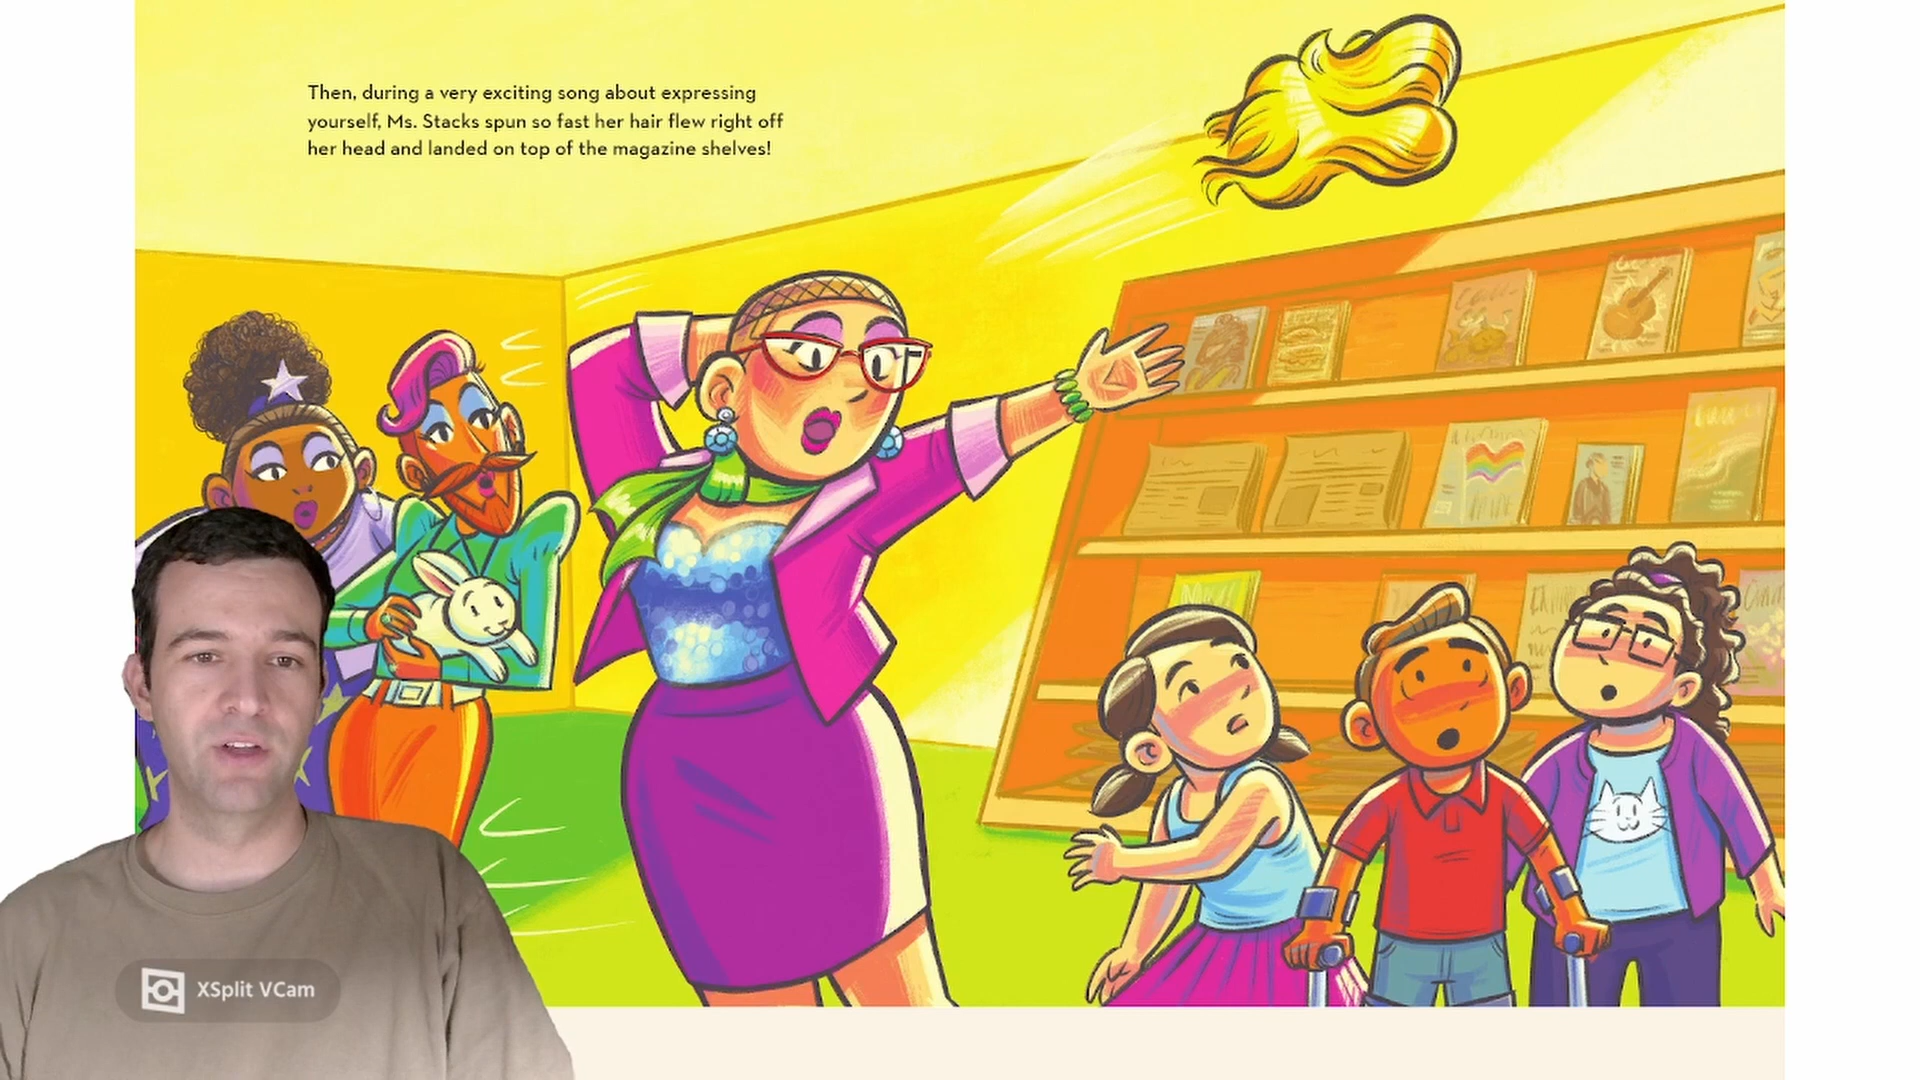 Then, during a very exciting song about expressing
yourself, Ms. Stacks spun so fast her hair flew right off
her head and landed on top of the magazine shelves!
XSplit VCam